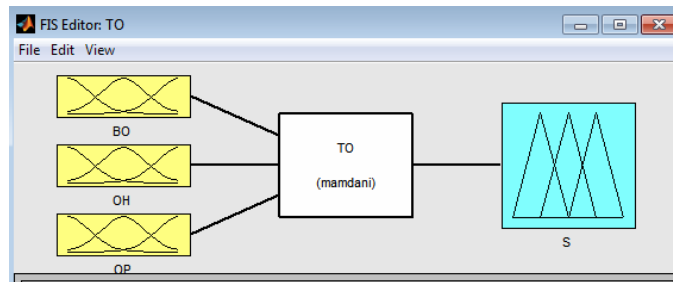 FIS Editor: TO
File Edit View
BO
OH
OP
TO
(mamdani)
S